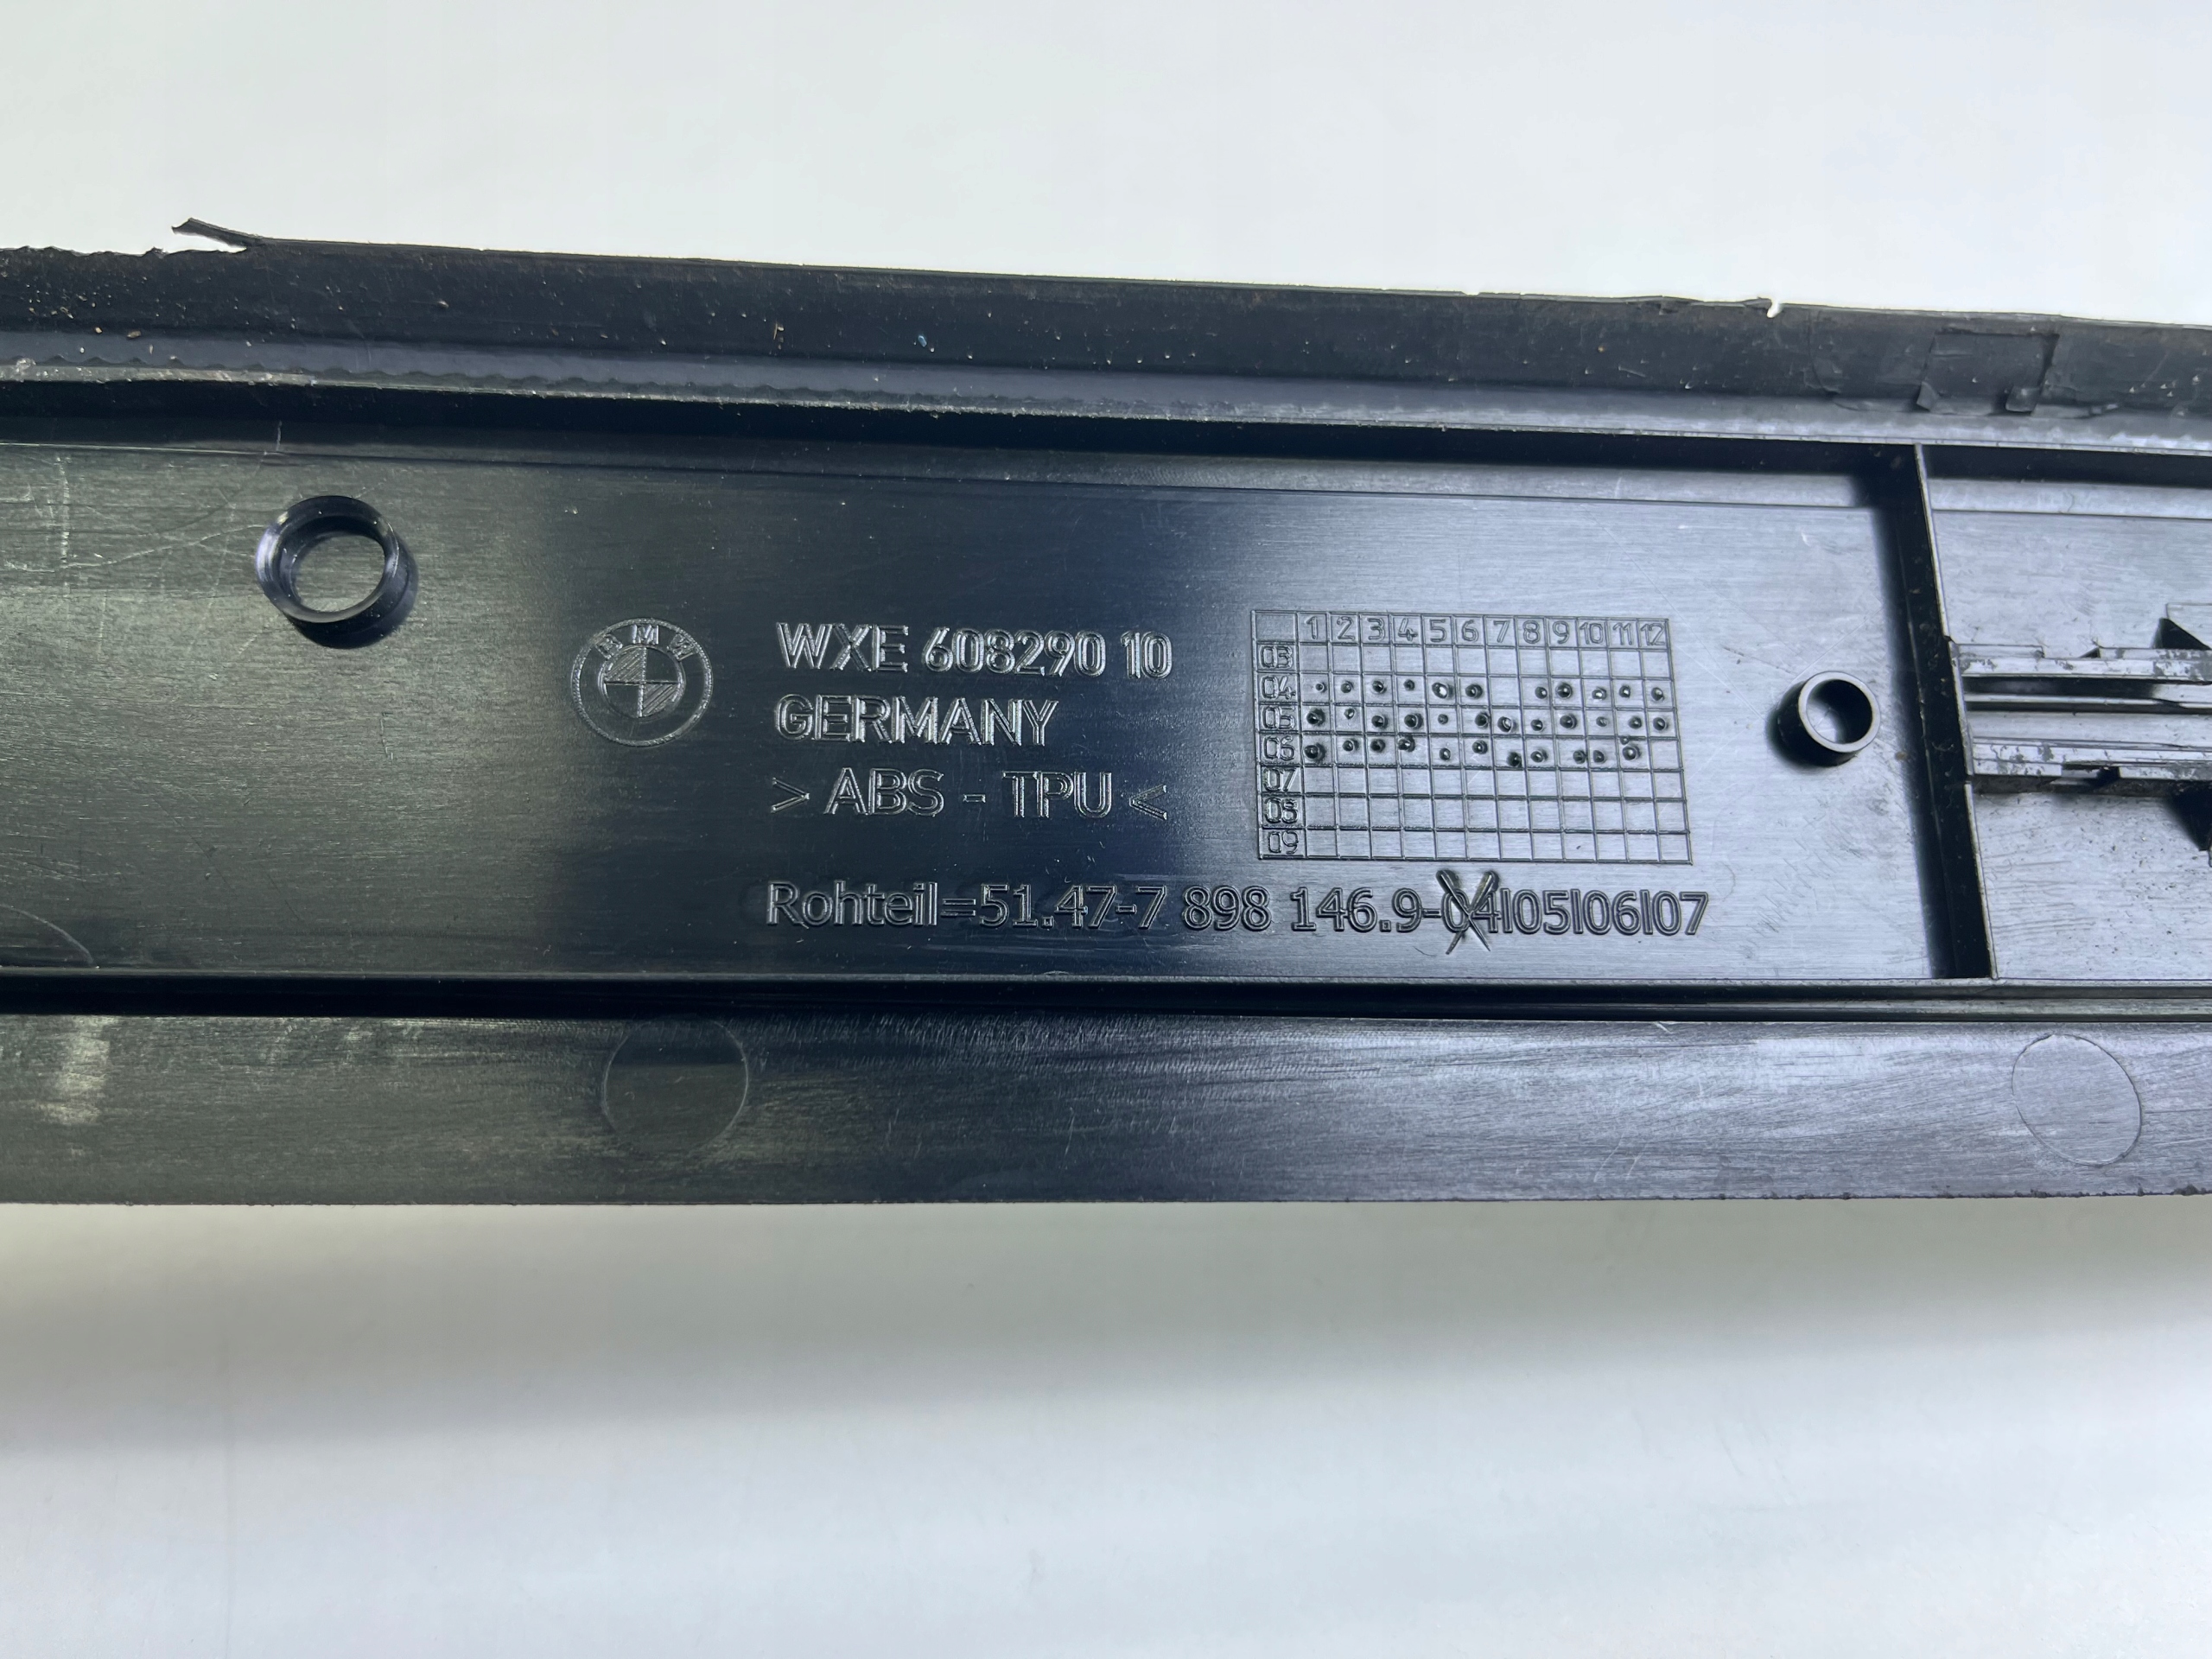 BMW
WXE 608290 10
GERMANY
> ABS - TPU <
1 2 3 4 5 6 7 8 9 10 11 12
03
04
05
06
07
08
09
Rohteil=51.47-7 898 146.9-04I05I06I07